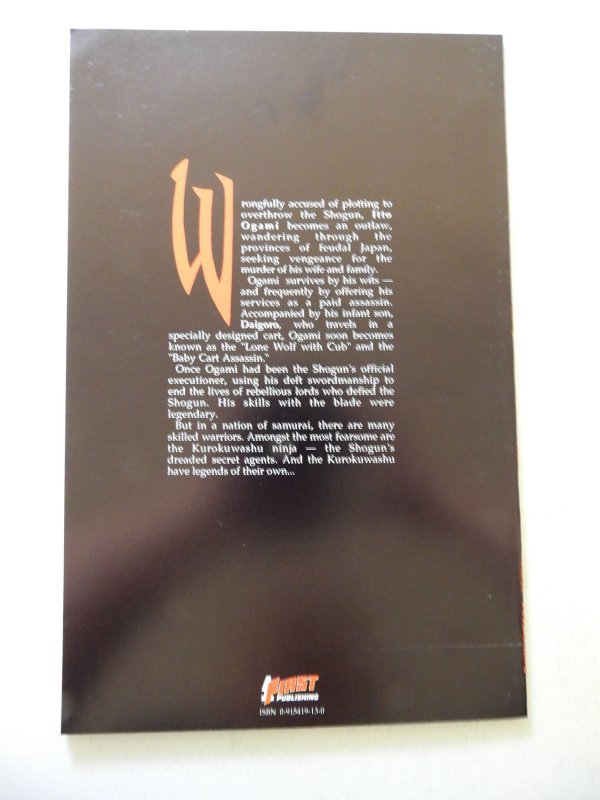 Wrongfully accused of plotting to
overthrow the Shogun, Itto
Ogami becomes an outlaw,
wandering through the
provinces of feudal Japan,
seeking vengeance for the
murder of his wife and family.
Ogami survives by his wits —
and frequently by offering his
services as a paid assassin.
Accompanied by his infant son,
Daigoro, who travels in a
specially designed cart, Ogami soon becomes
known as the "Lone Wolf with Cub" and the
"Baby Cart Assassin."
Once Ogami had been the Shogun's official
executioner, using his deft swordmanship to
end the lives of rebellious lords who defied the
Shogun. His skills with the blade were
legendary.
But in a nation of samurai, there are many
skilled warriors. Amongst the most fearsome are
the Kurokuwashu ninja — the Shogun's
dreaded secret agents. And the Kurokuwashu
have legends of their own...
FIRST
PUBLISHING
ISBN 0-915419-13-0